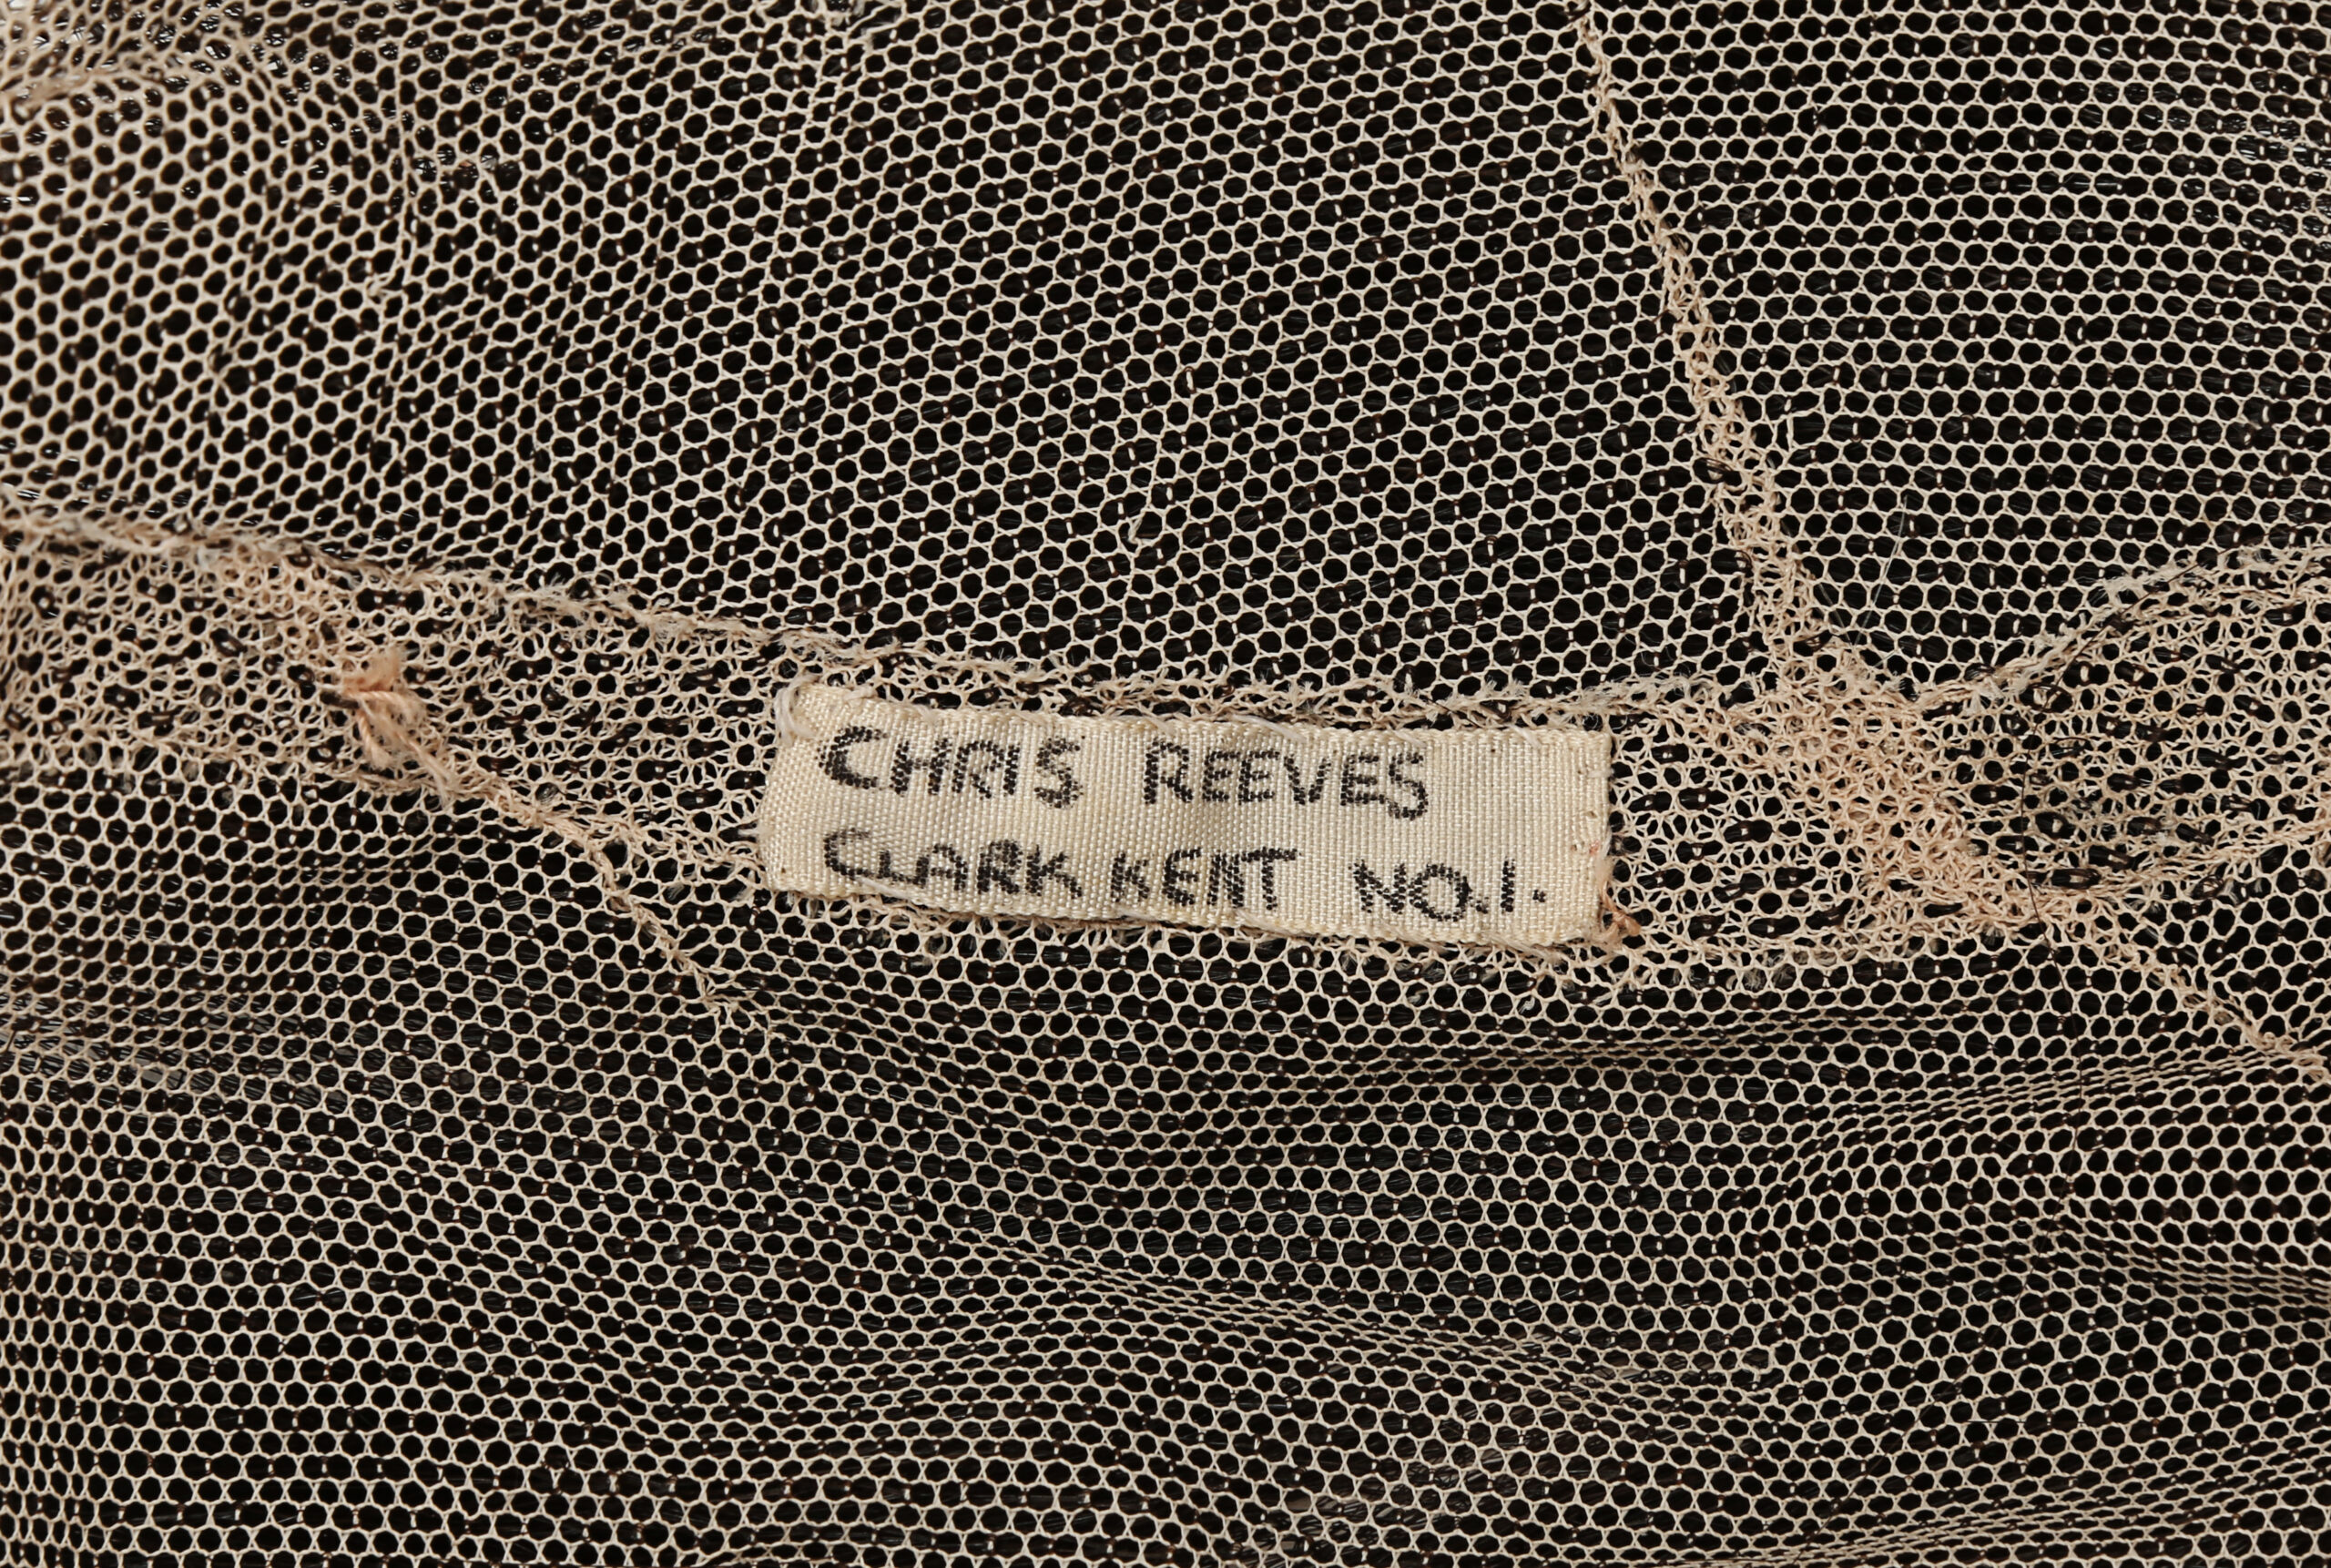 CHRIS REEVES
CLARK KENT NO.1.